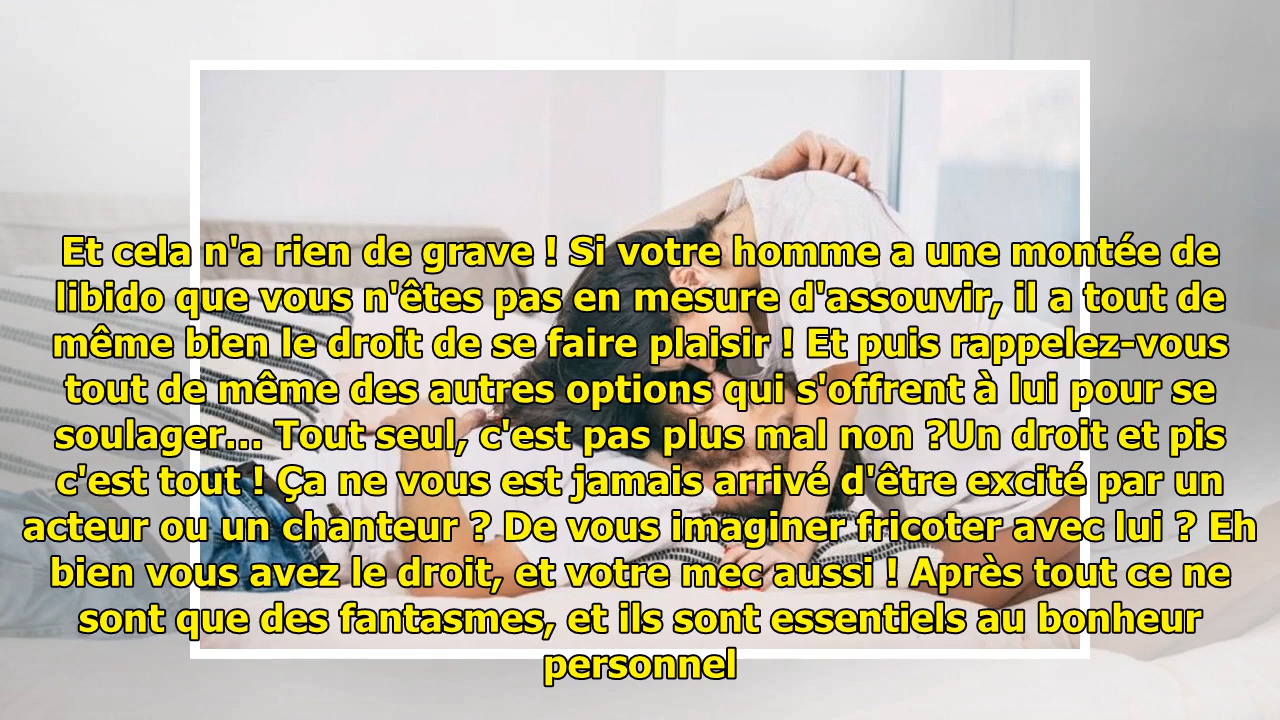 Et cela n'a rien de grave ! Si votre homme a une montée de
libido que vous n'êtes pas en mesure d'assouvir, il a tout de
même bien le droit de se faire plaisir ! Et puis rappelez-vous
tout de même des autres options qui s'offrent à lui pour se
soulager... Tout seul, c'est pas plus mal non ?Un droit et pis
c'est tout ! Ça ne vous est jamais arrivé d'être excité par un
acteur ou un chanteur ? De vous imaginer fricoter avec lui ? Eh
bien vous avez le droit, et votre mec aussi ! Après tout ce ne
sont que des fantasmes, et ils sont essentiels au bonheur
personnel